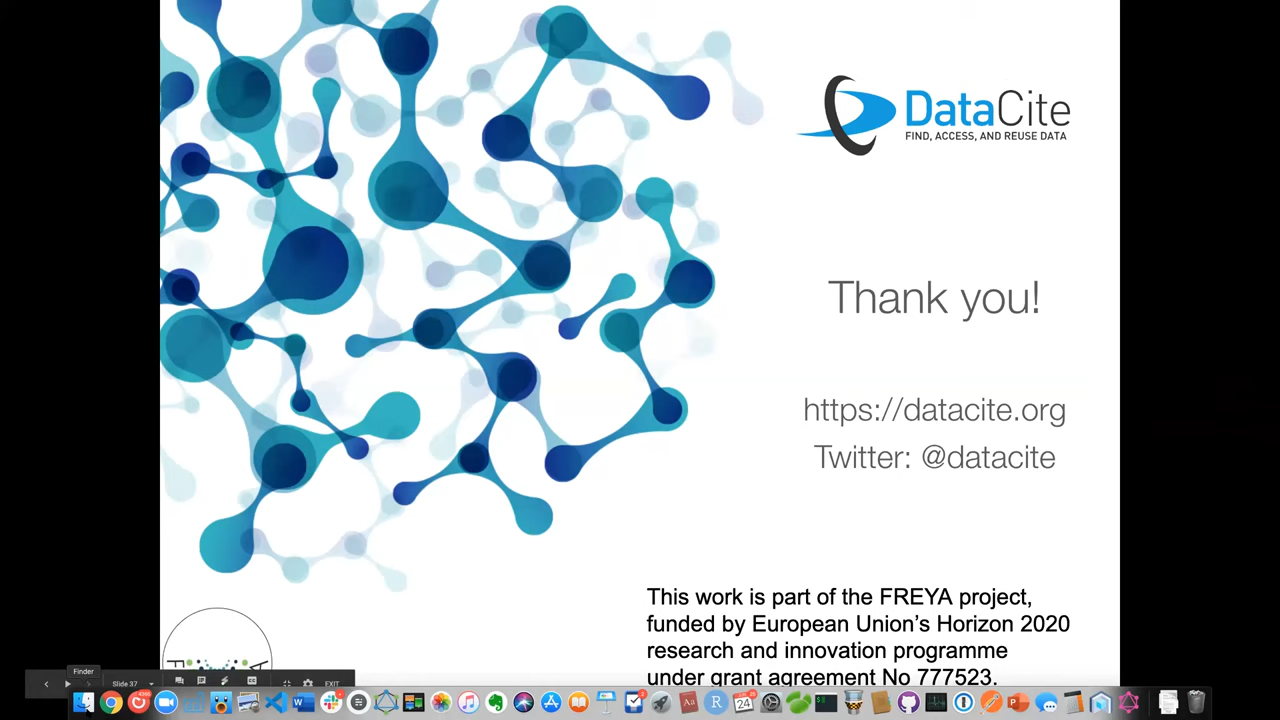 DataCite
FIND, ACCESS, AND REUSE DATA
Thank you!
https://datacite.org
Twitter: @datacite
This work is part of the FREYA project,
funded by European Union’s Horizon 2020
research and innovation programme
under grant agreement No 777523.
Finder
Slide 37
EXIT
24